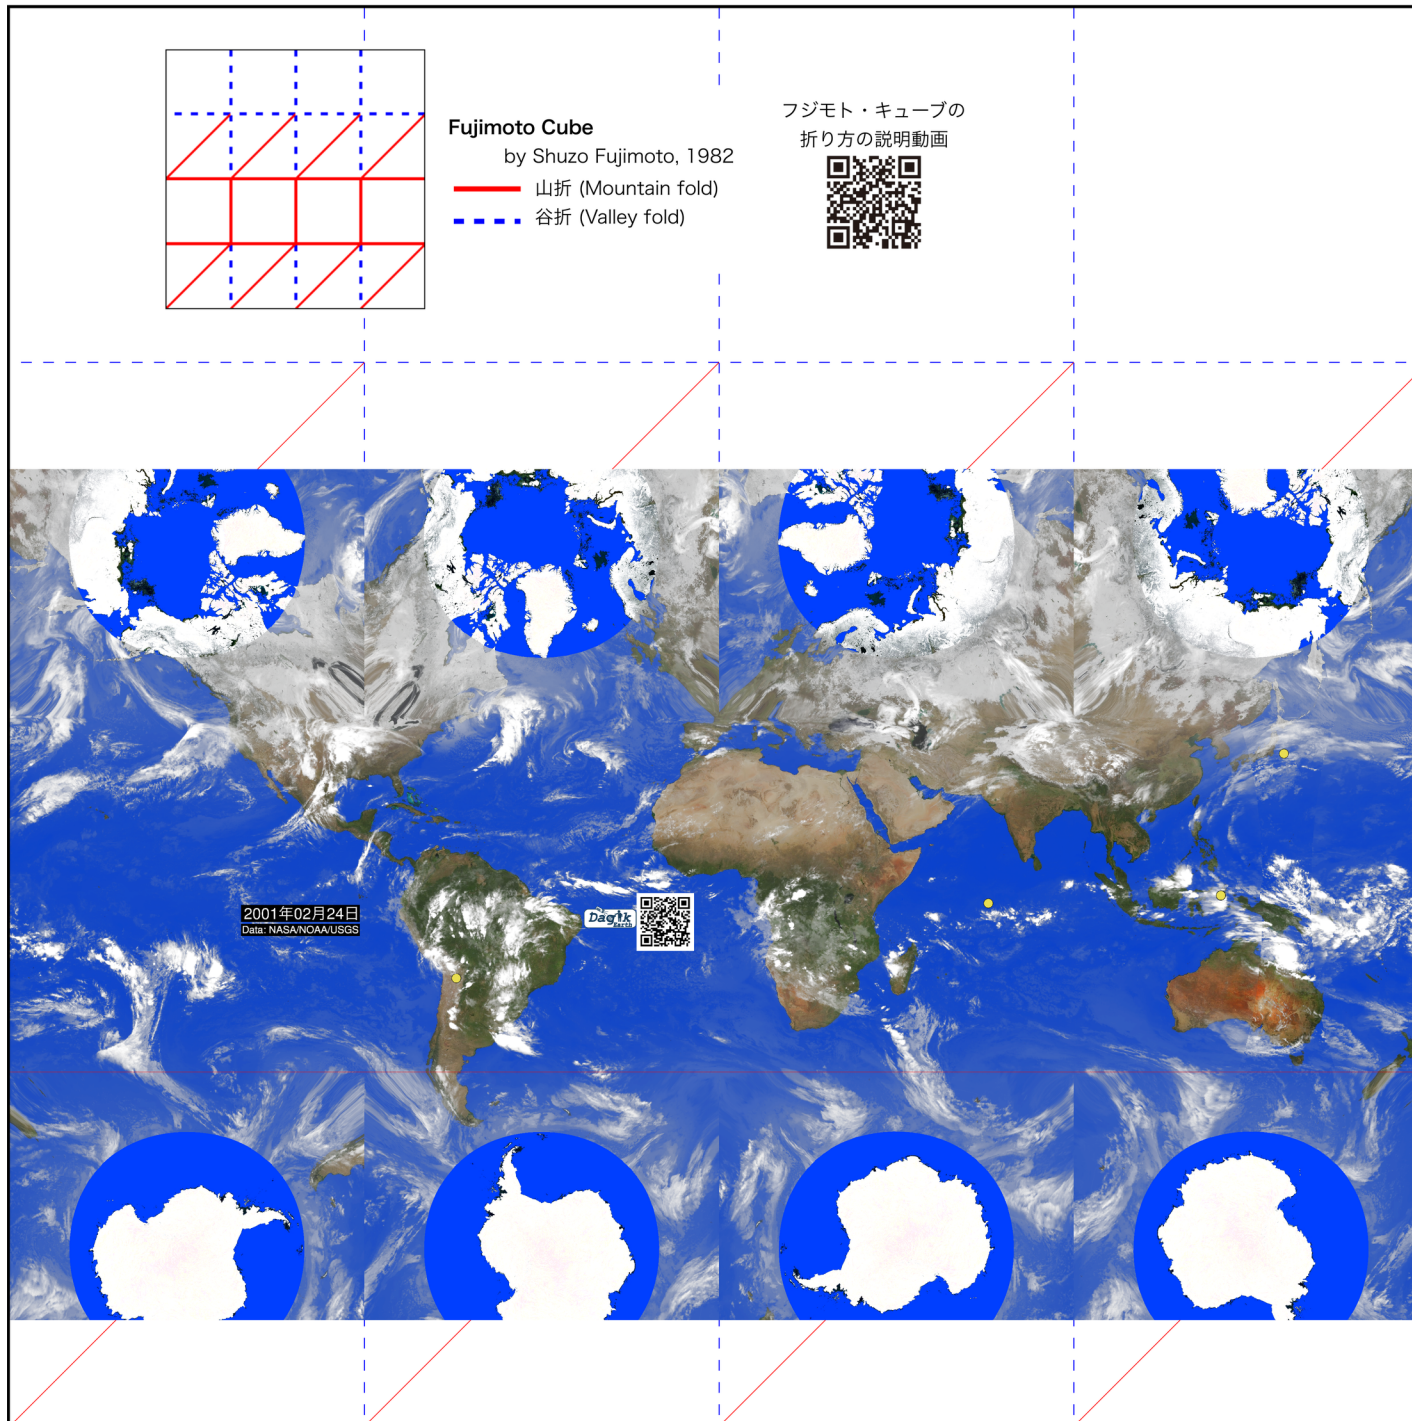 Fujimoto Cube
by Shuzo Fujimoto, 1982
山折 (Mountain fold)
谷折 (Valley fold)
フジモト・キューブの
折り方の説明動画
2001年02月24日
Data: NASA/NOAA/USGS
Dagik
Earth